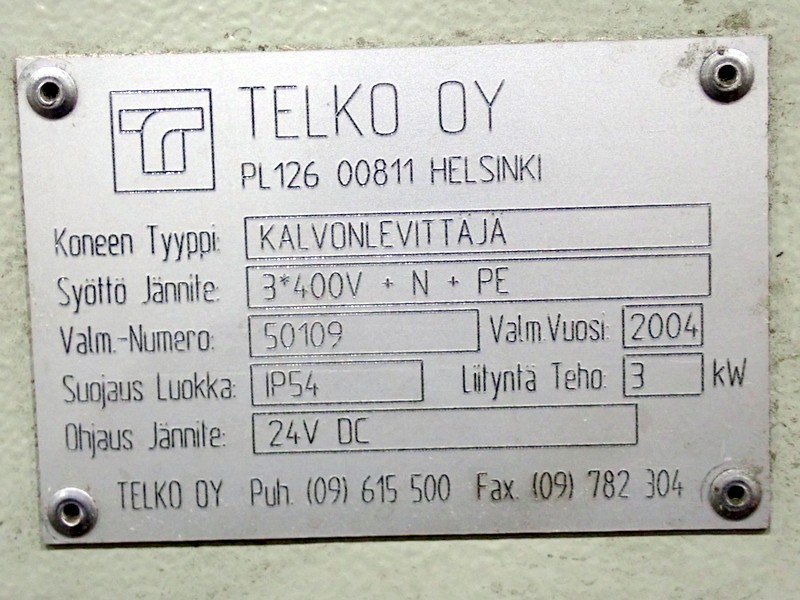 TELKO OY
PL126 00811 HELSINKI
Koneen Tyyppi: KALVONLEVITTÄJÄ
Syöttö Jännite: 3*400V + N + PE
Valm.-Numero: 50109 Valm.Vuosi: 2004
Suojaus Luokka: IP54 Liityntä Teho: 3 kW
Ohjaus Jännite: 24V DC
TELKO OY Puh. (09) 615 500 Fax. (09) 782 304